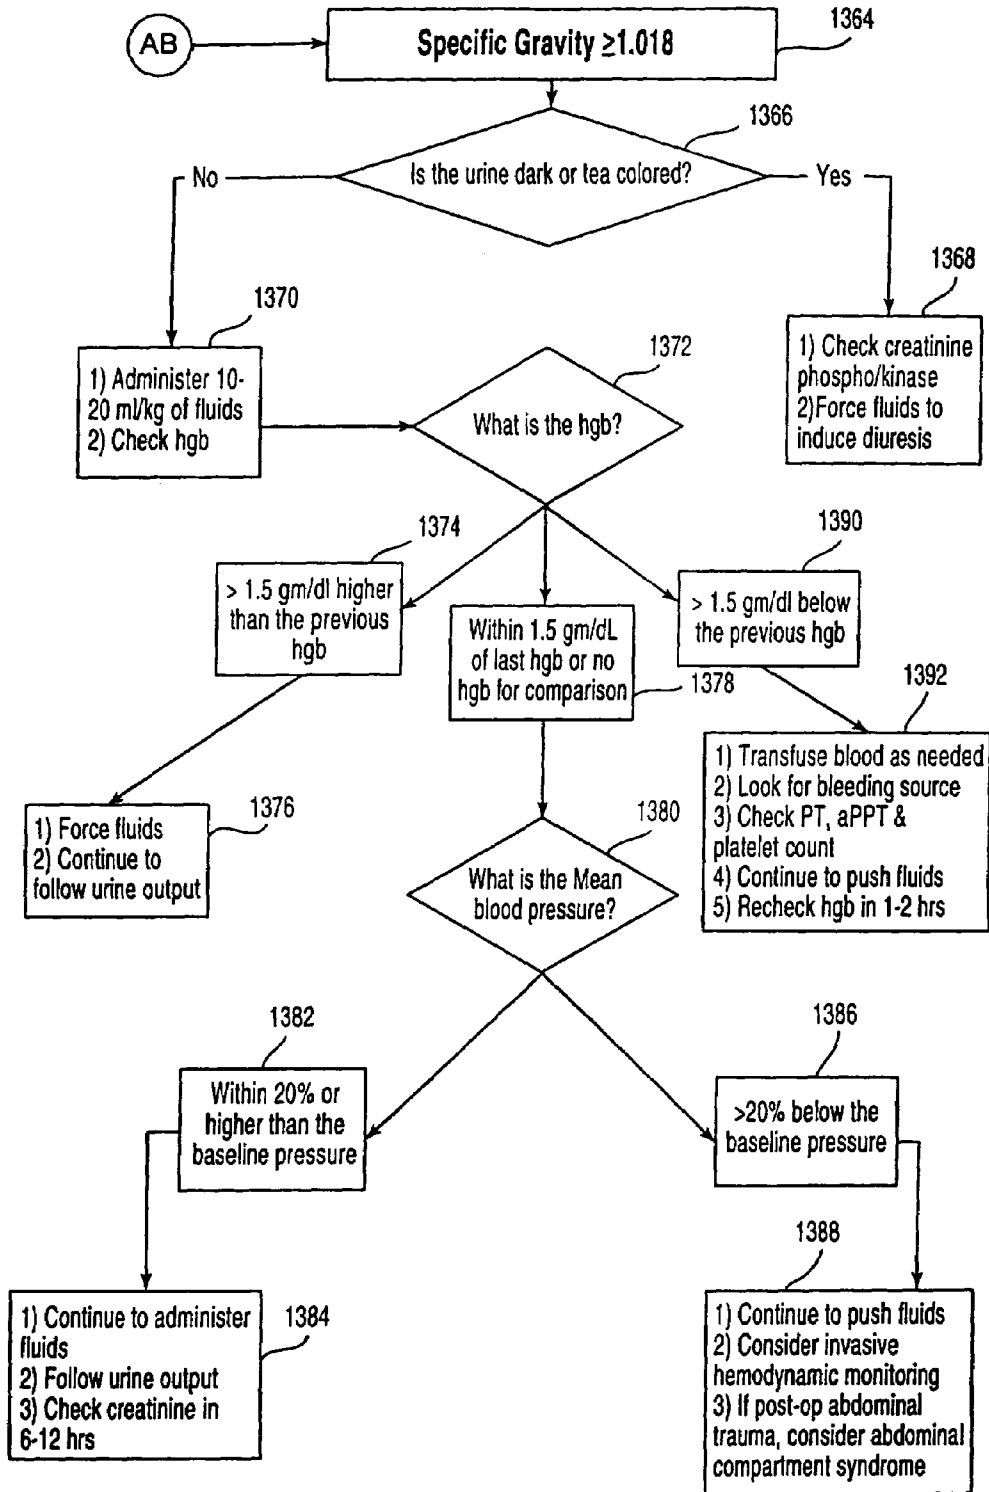 AB
Specific Gravity ≥1.018
1364
1366
Is the urine dark or tea colored?
No
Yes
1368
1) Check creatinine
phospho/kinase
2)Force fluids to
induce diuresis
1370
1) Administer 10-
20 ml/kg of fluids
2) Check hgb
1372
What is the hgb?
1374
> 1.5 gm/dl higher
than the previous
hgb
1376
1) Force fluids
2) Continue to
follow urine output
Within 1.5 gm/dL
of last hgb or no
hgb for comparison
1378
1390
> 1.5 gm/dl below
the previous hgb
1392
1) Transfuse blood as needed
2) Look for bleeding source
3) Check PT, aPPT &
platelet count
4) Continue to push fluids
5) Recheck hgb in 1-2 hrs
1380
What is the Mean
blood pressure?
1382
Within 20% or
higher than the
baseline pressure
1384
1) Continue to administer
fluids
2) Follow urine output
3) Check creatinine in
6-12 hrs
1386
>20% below the
baseline pressure
1388
1) Continue to push fluids
2) Consider invasive
hemodynamic monitoring
3) If post-op abdominal
trauma, consider abdominal
compartment syndrome